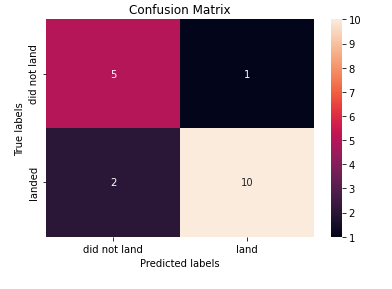 Confusion Matrix
True labels
did not land
landed
5
1
2
10
did not land
land
Predicted labels
10
9
8
7
6
5
4
3
2
1